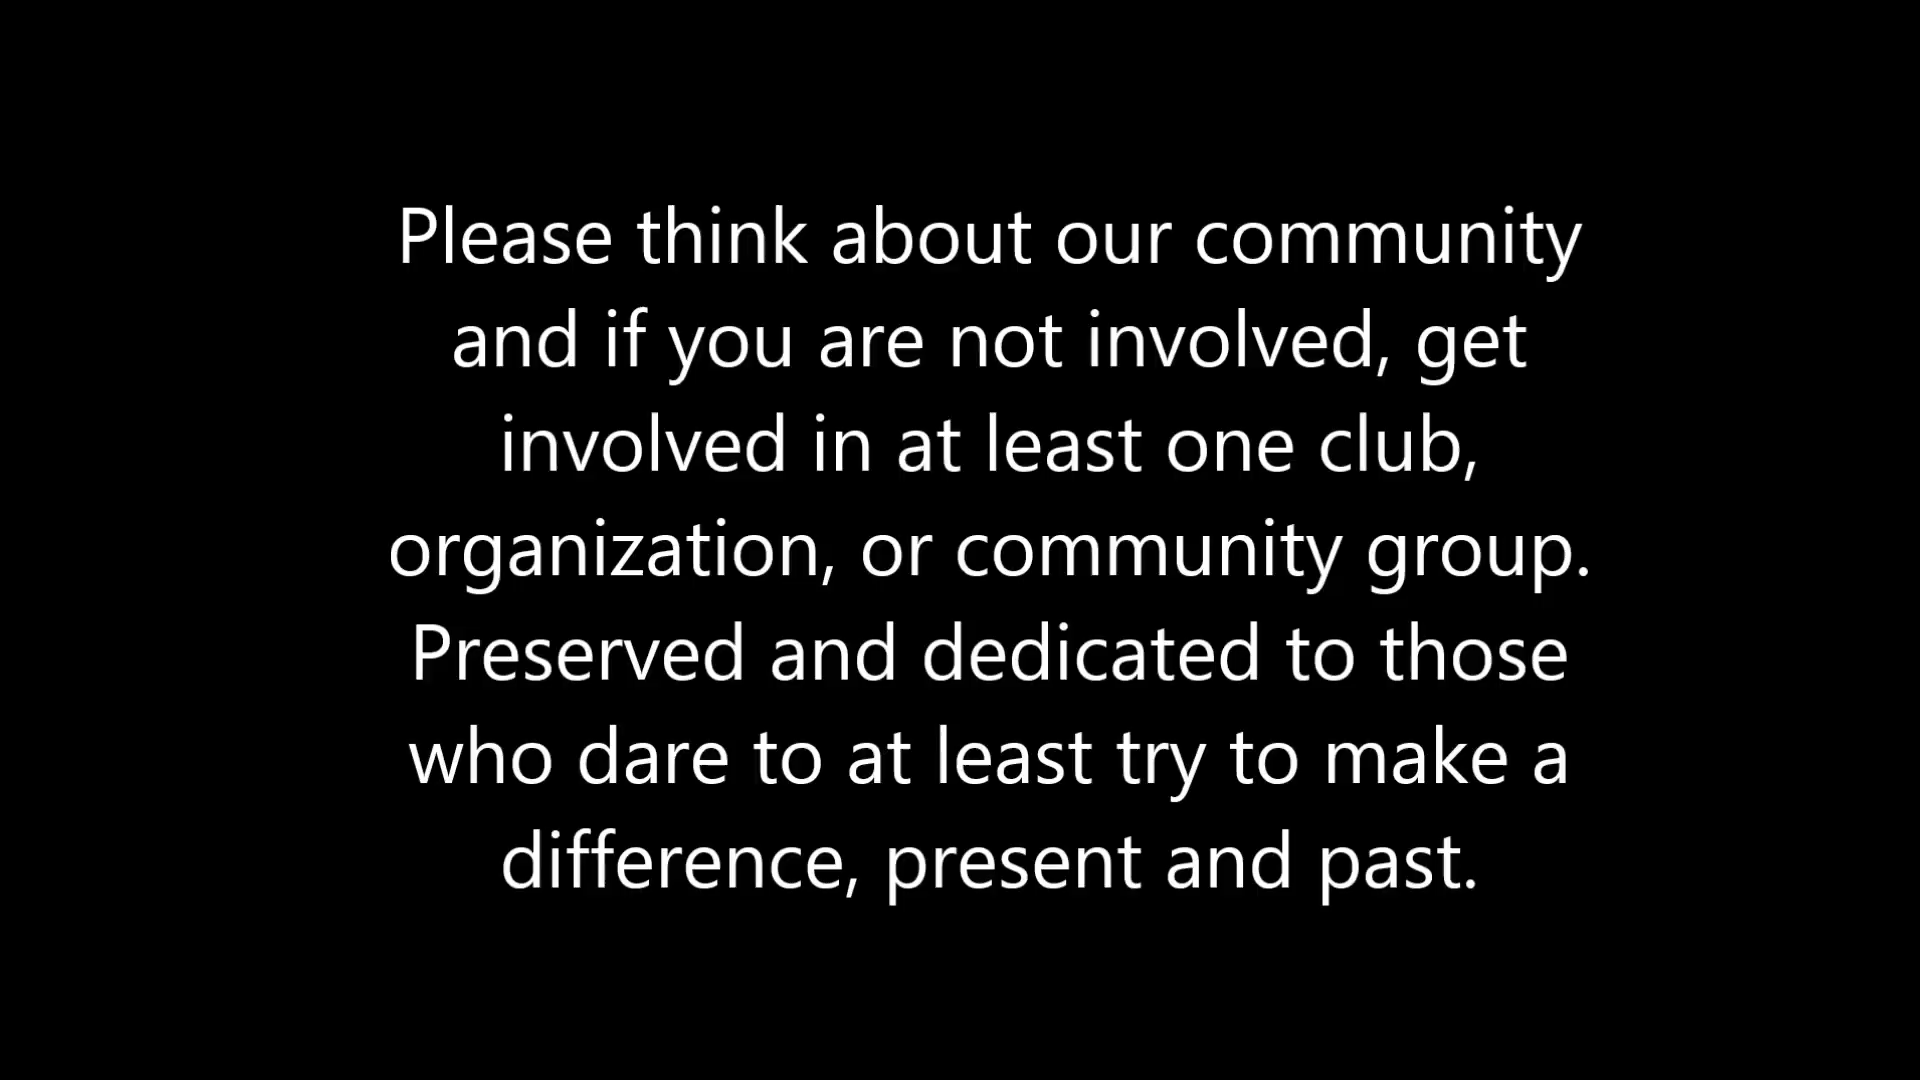 Please think about our community
and if you are not involved, get
involved in at least one club,
organization, or community group.
Preserved and dedicated to those
who dare to at least try to make a
difference, present and past.